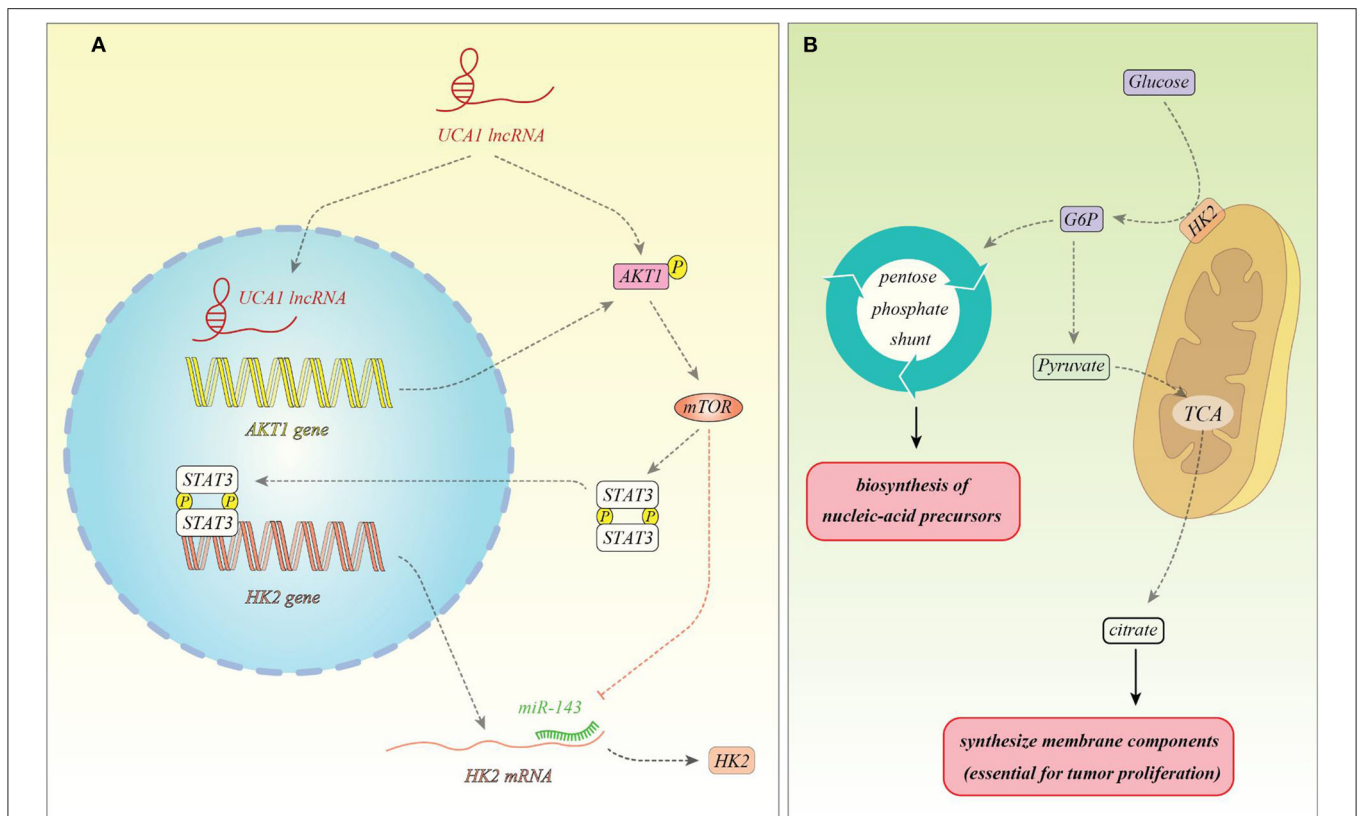 A
UCA1 lncRNA
UCA1 lncRNA
AKT1
P
AKT1 gene
mTOR
STAT3
P
P
STAT3
HK2 gene
STAT3
P
P
STAT3
miR-143
HK2 mRNA
HK2
B
Glucose
HK2
G6P
pentose
phosphate
shunt
Pyruvate
TCA
biosynthesis of
nucleic-acid precursors
citrate
synthesize membrane components
(essential for tumor proliferation)